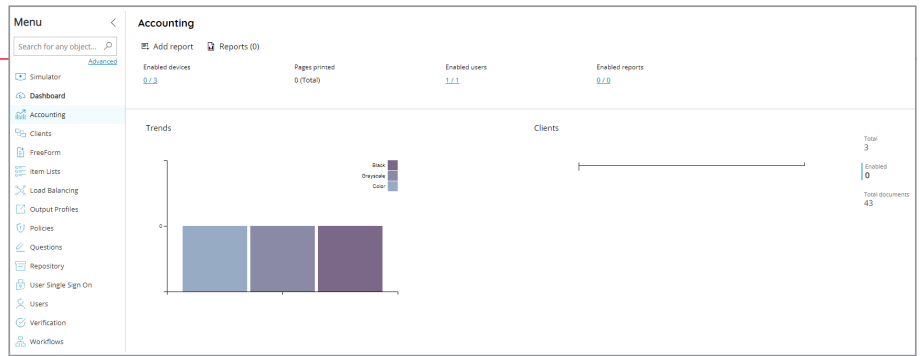 Menu
Search for any object...
Advanced
Simulator
Dashboard
Accounting
Clients
FreeForm
Item Lists
Load Balancing
Output Profiles
Policies
Questions
Repository
User Single Sign On
Users
Verification
Workflows
Accounting
Add report Reports (0)
Enabled devices Pages printed Enabled users Enabled reports
0 / 3 0 (Total) 1 / 1 0 / 0
Trends
Black
Grayscale
Color
0
Clients
Total
3
Enabled
0
Total documents
43